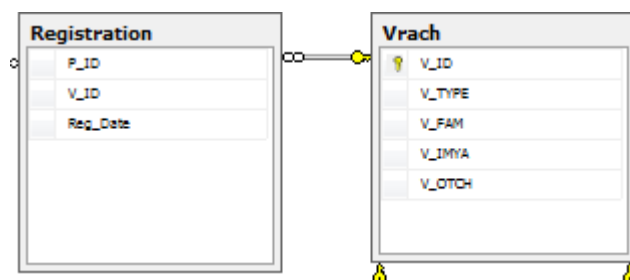 Registration
P_ID
V_ID
Reg_Date
Vrach
V_ID
V_TYPE
V_FAM
V_IMYA
V_OTCH